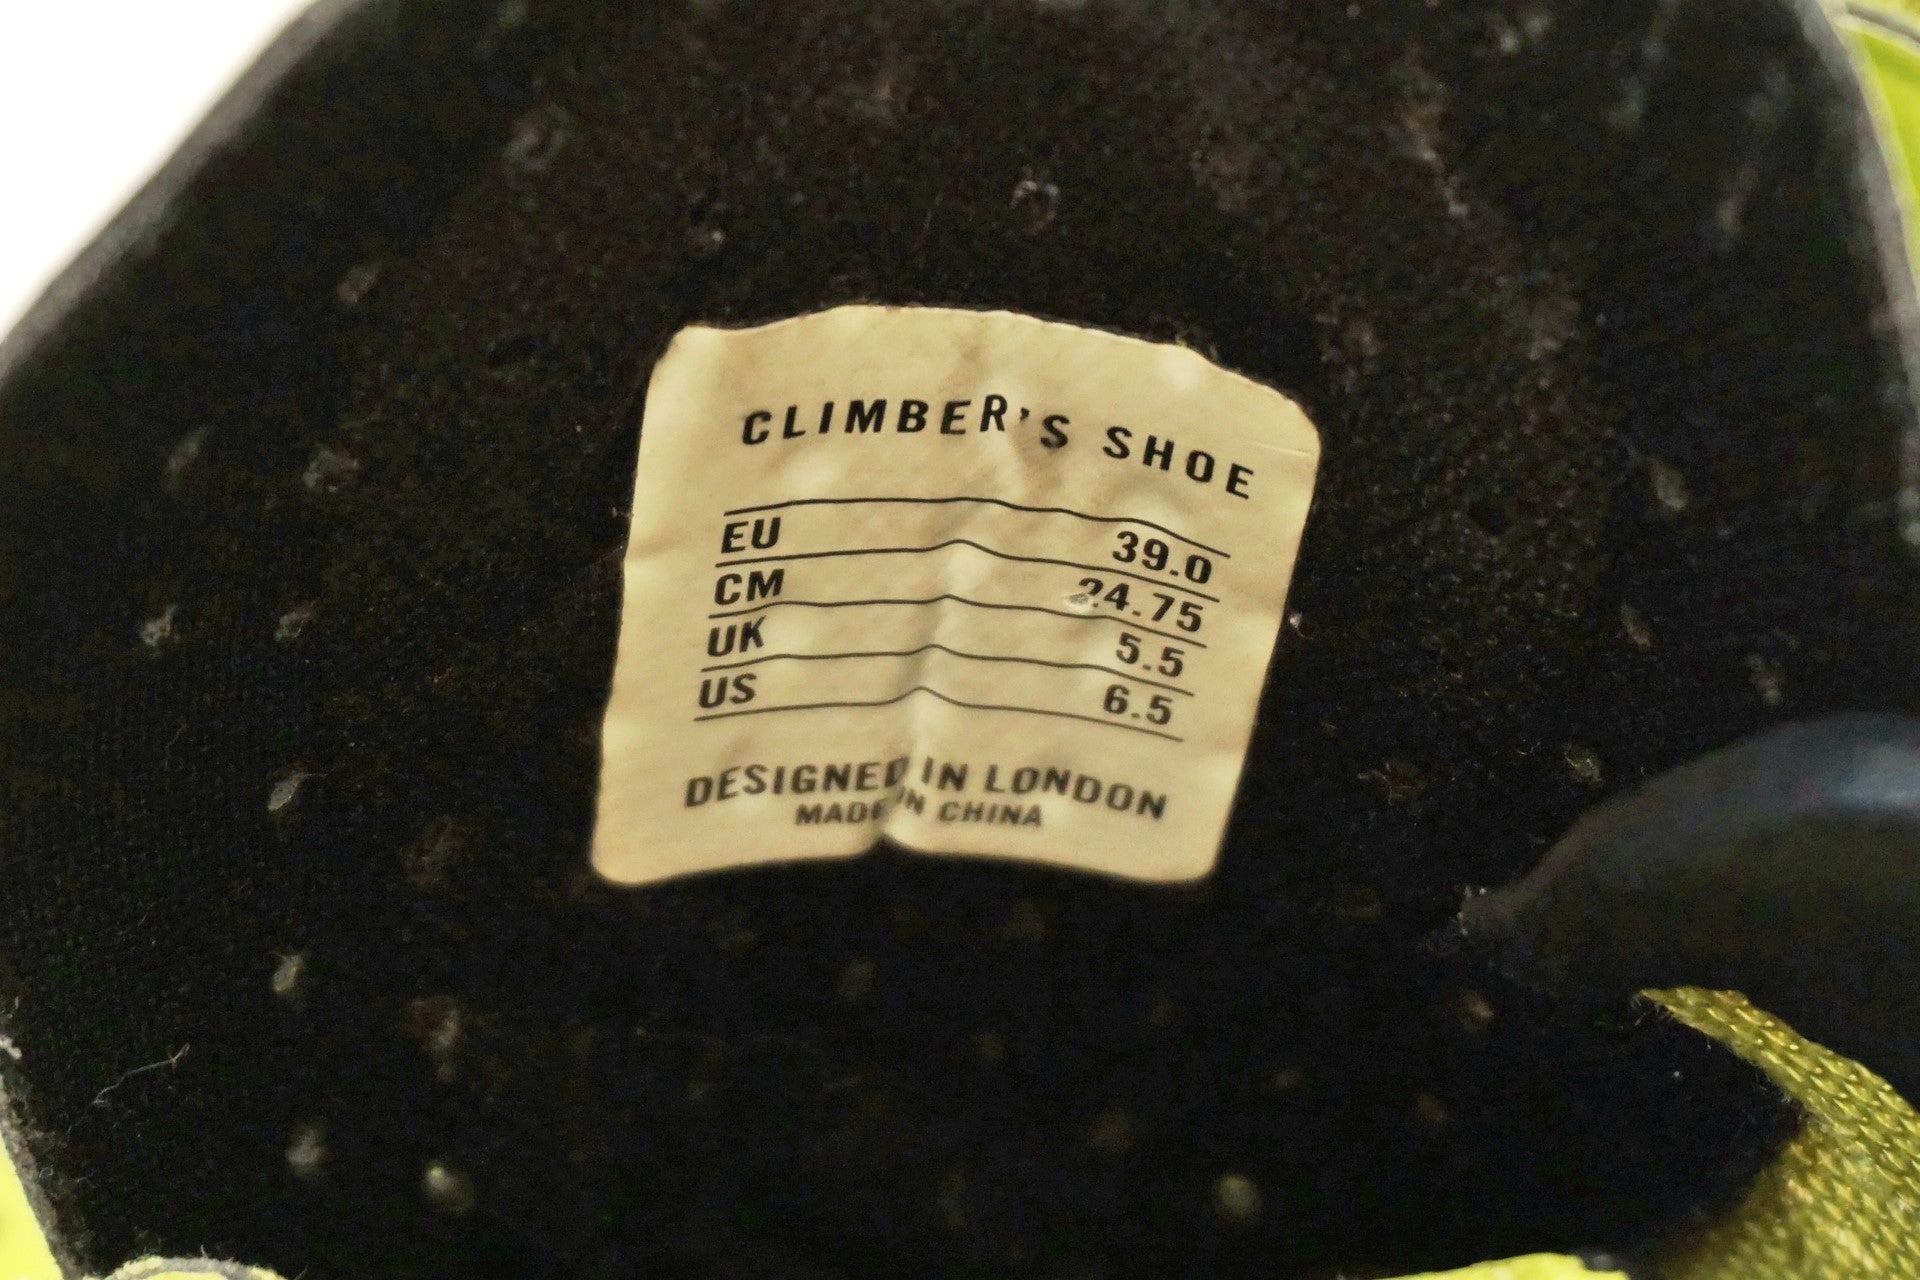 CLIMBER'S SHOE
EU 39.0
CM 24.75
UK 5.5
US 6.5
DESIGNED IN LONDON
MADE IN CHINA